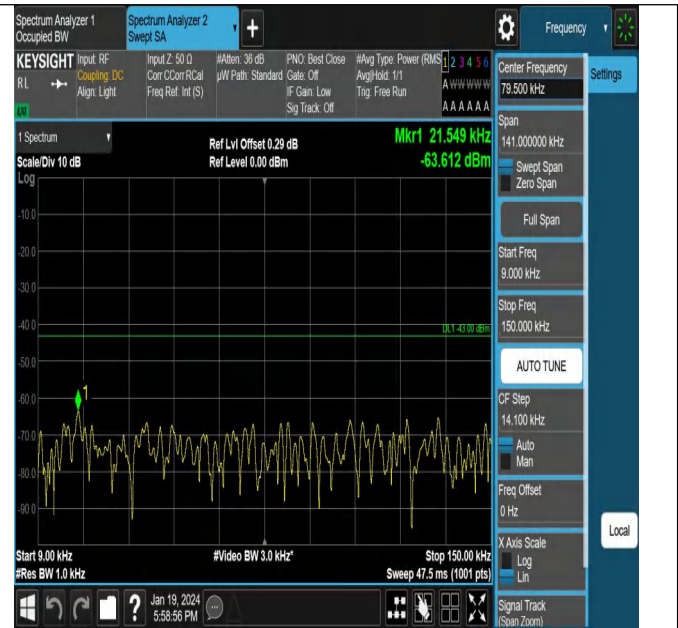 Spectrum Analyzer 1
Occupied BW
Spectrum Analyzer 2
Swept SA
Frequency
KEYSIGHT
RL
Input: RF
Coupling: DC
Align: Light
Input Z: 50 Ω
Corr CCorr RCal
Freq Ref: Int (S)
#Atten: 36 dB
µW Path: Standard
PNO: Best Close
Gate: Off
IF Gain: Low
Sig Track: Off
#Avg Type: Power (RMS
Avg|Hold: 1/1
Trig: Free Run
1 2 3 4 5 6
A W W W W W
A A A A A A
1 Spectrum
Scale/Div 10 dB
Log
Ref Lvl Offset 0.29 dB
Ref Level 0.00 dBm
Mkr1 21.549 kHz
-63.612 dBm
-10.0
-20.0
-30.0
-40.0
DL1 -43.00 dBm
-50.0
-60.0
1
-70.0
-80.0
-90.0
Start 9.00 kHz
#Res BW 1.0 kHz
#Video BW 3.0 kHz*
Stop 150.00 kHz
Sweep 47.5 ms (1001 pts)
Jan 19, 2024
5:58:56 PM
Center Frequency
79.500 kHz
Settings
Span
141.000000 kHz
Swept Span
Zero Span
Full Span
Start Freq
9.000 kHz
Stop Freq
150.000 kHz
AUTO TUNE
CF Step
14.100 kHz
Auto
Man
Freq Offset
0 Hz
Local
X Axis Scale
Log
Lin
Signal Track
(Span Zoom)